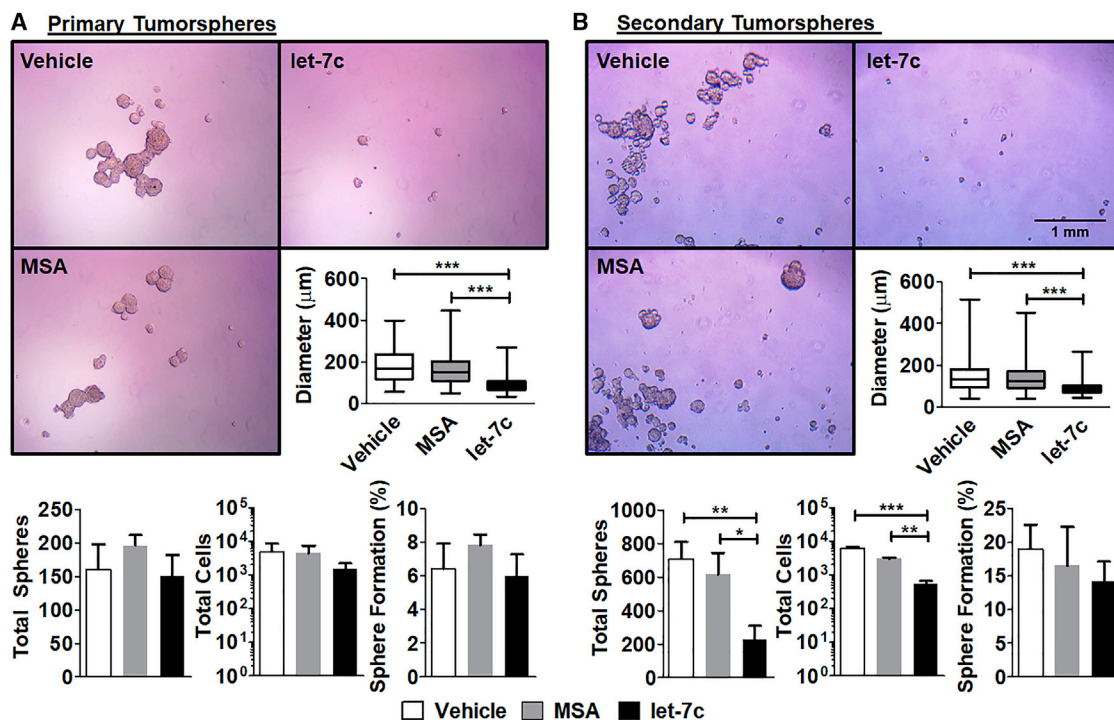 A Primary Tumorspheres
Vehicle
let-7c
MSA
Diameter (μm)
600
400
200
0
***
***
Vehicle
MSA
let-7c
Total Spheres
250
200
150
100
50
0
Total Cells
10^5
10^4
10^3
10^2
10^1
10^0
Sphere Formation (%)
8
6
4
2
0
B Secondary Tumorspheres
Vehicle
let-7c
1 mm
MSA
Diameter (μm)
600
400
200
0
***
***
Vehicle
MSA
let-7c
Total Spheres
1000
800
600
400
200
0
**
*
Total Cells
10^5
10^4
10^3
10^2
10^1
10^0
***
**
Sphere Formation (%)
25
20
15
10
5
0
Vehicle MSA let-7c